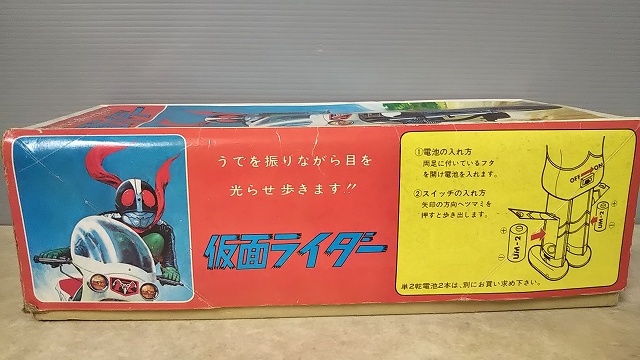 うでを振りながら目を
光らせ歩きます!!
仮面ライダー
①電池の入れ方
両足に付いているフタ
を開け電池を入れます。
②スイッチの入れ方
矢印の方向へツマミを
押すと歩き出します。
OFF ON
UM-2
UM-2
単2乾電池2本は、別にお買い求め下さい。